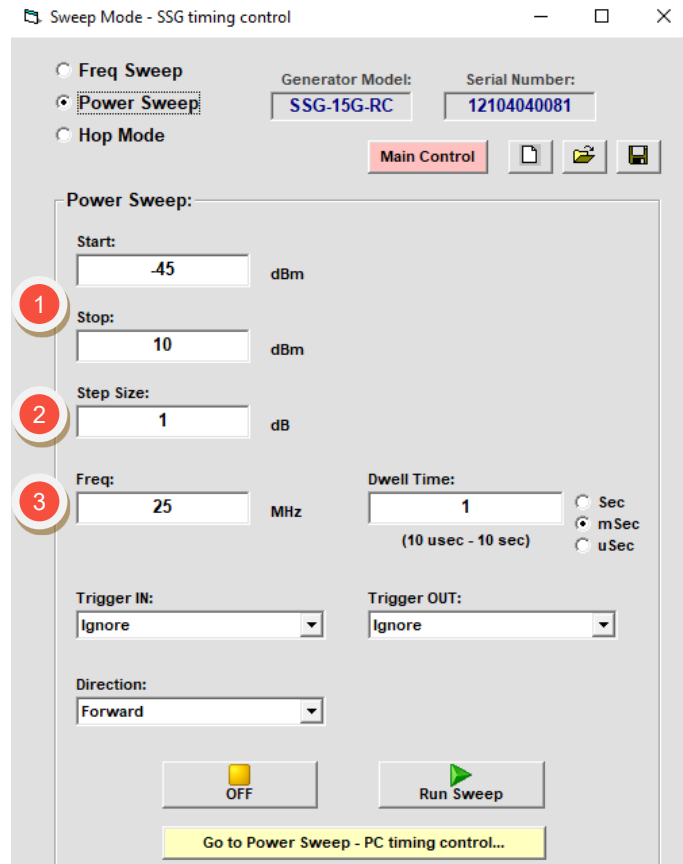 Sweep Mode - SSG timing control
Freq Sweep
Power Sweep
Hop Mode
Generator Model:
SSG-15G-RC
Serial Number:
12104040081
Main Control
Power Sweep:
Start:
-45 dBm
1
Stop:
10 dBm
Step Size:
2
1 dB
Freq:
3
25 MHz
Dwell Time:
1
(10 usec - 10 sec)
Sec
mSec
uSec
Trigger IN:
Ignore
Trigger OUT:
Ignore
Direction:
Forward
OFF
Run Sweep
Go to Power Sweep - PC timing control...